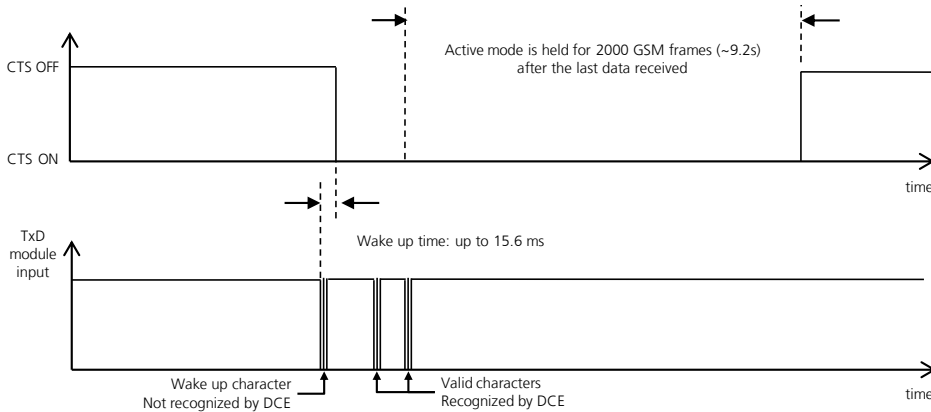 Active mode is held for 2000 GSM frames (~9.2s)
after the last data received
CTS OFF
CTS ON
time
TxD
module
input
Wake up time: up to 15.6 ms
Wake up character
Not recognized by DCE
Valid characters
Recognized by DCE
time